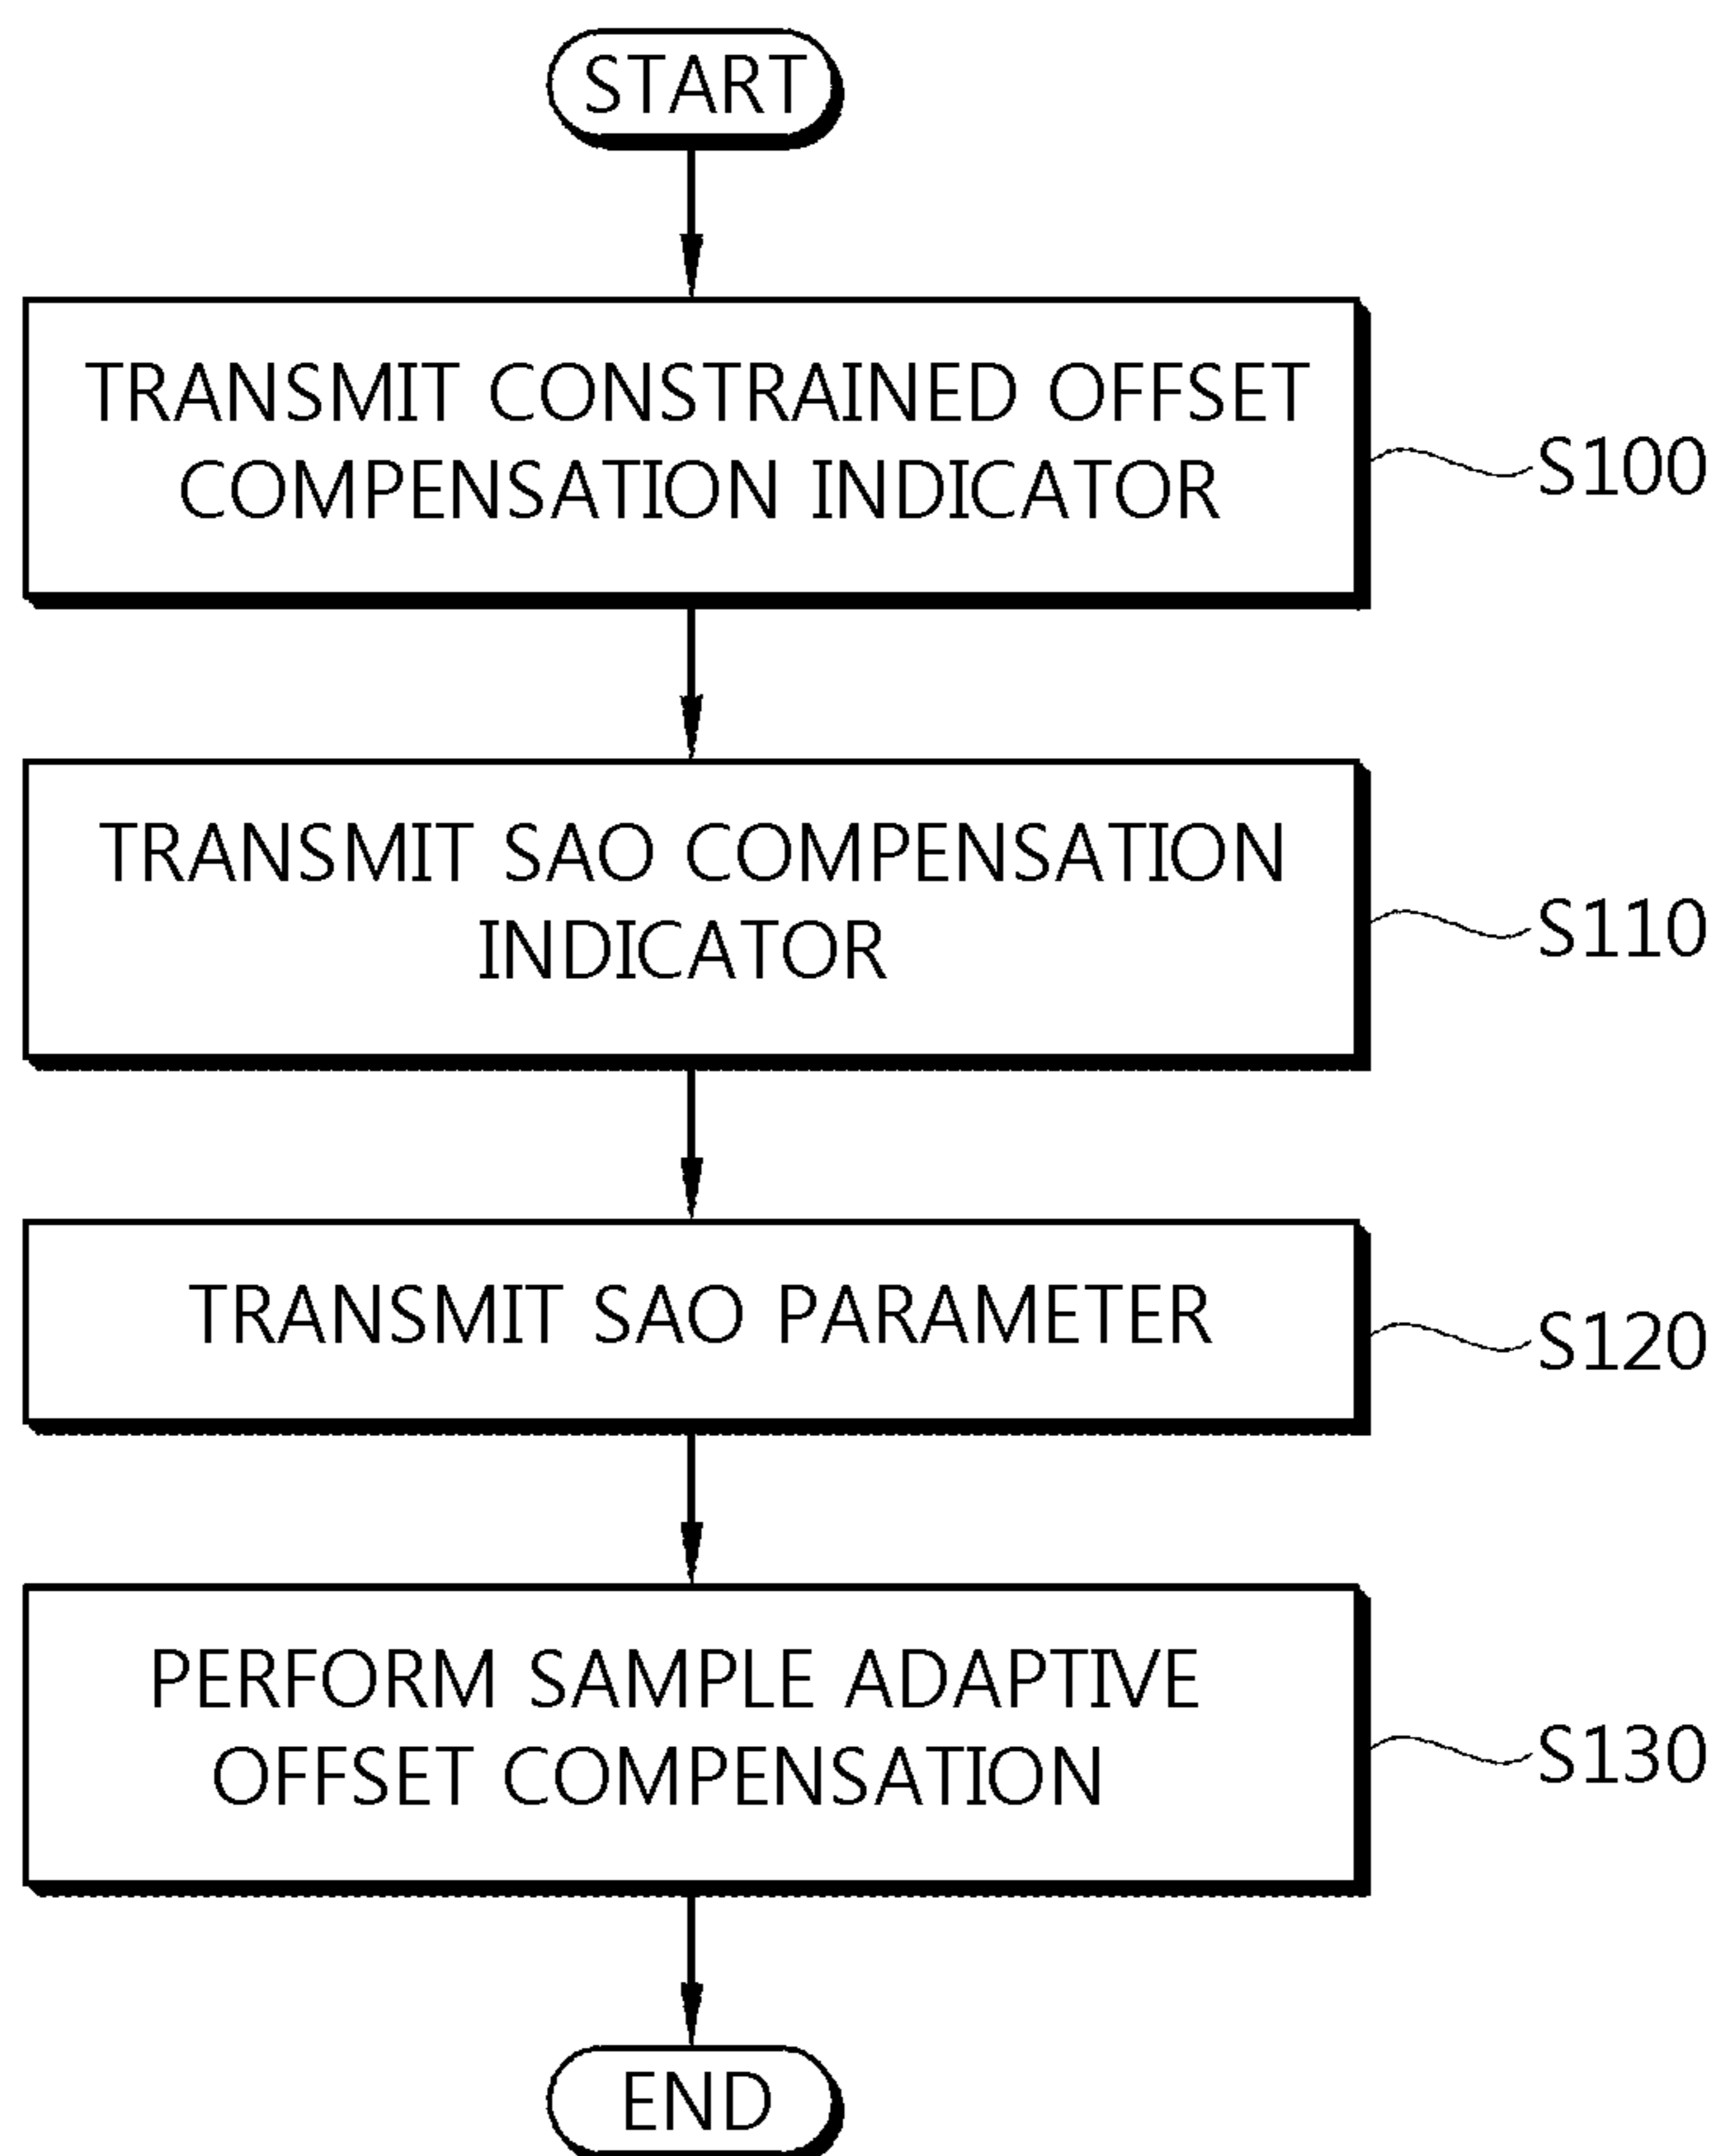 START
TRANSMIT CONSTRAINED OFFSET
COMPENSATION INDICATOR
S100
TRANSMIT SAO COMPENSATION
INDICATOR
S110
TRANSMIT SAO PARAMETER
S120
PERFORM SAMPLE ADAPTIVE
OFFSET COMPENSATION
S130
END